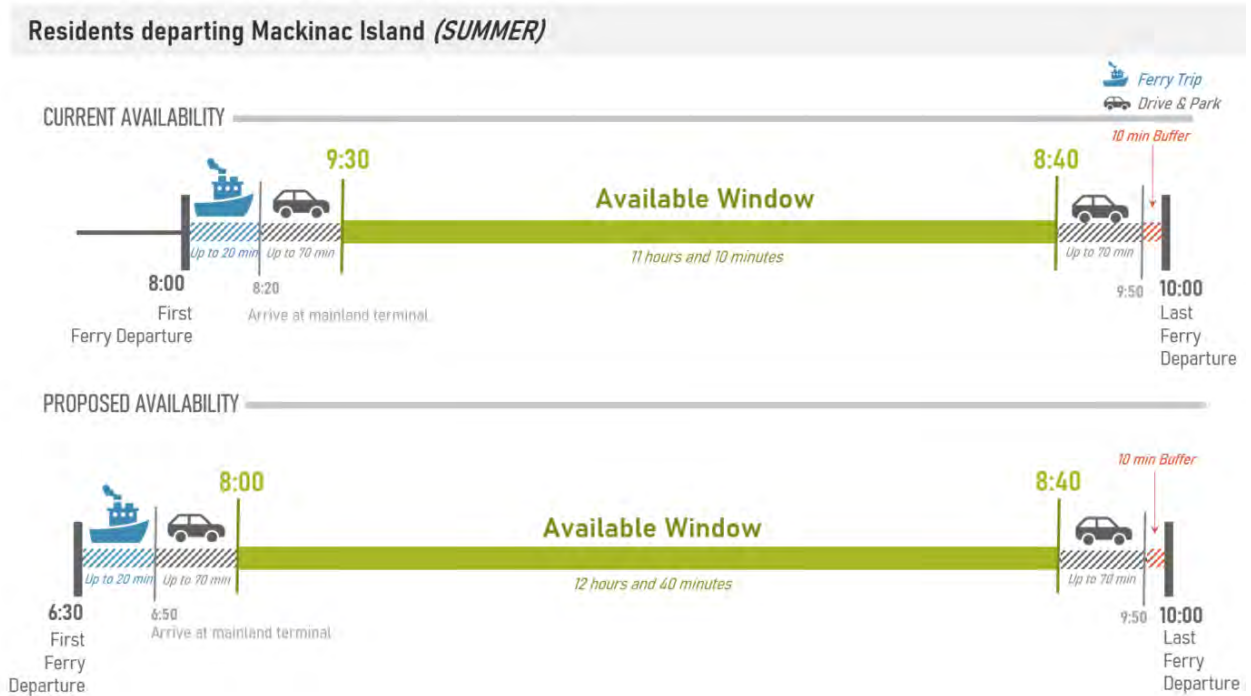 Residents departing Mackinac Island (SUMMER)
Ferry Trip
Drive & Park
CURRENT AVAILABILITY
10 min Buffer
9:30
8:40
Available Window
Up to 20 min
Up to 70 min
11 hours and 10 minutes
Up to 70 min
8:00
8:20
9:50
10:00
First
Ferry Departure
Arrive at mainland terminal
Last
Ferry
Departure
PROPOSED AVAILABILITY
10 min Buffer
8:00
8:40
Available Window
Up to 20 min
Up to 70 min
12 hours and 40 minutes
Up to 70 min
6:30
6:50
9:50
10:00
First
Ferry
Departure
Arrive at mainland terminal
Last
Ferry
Departure